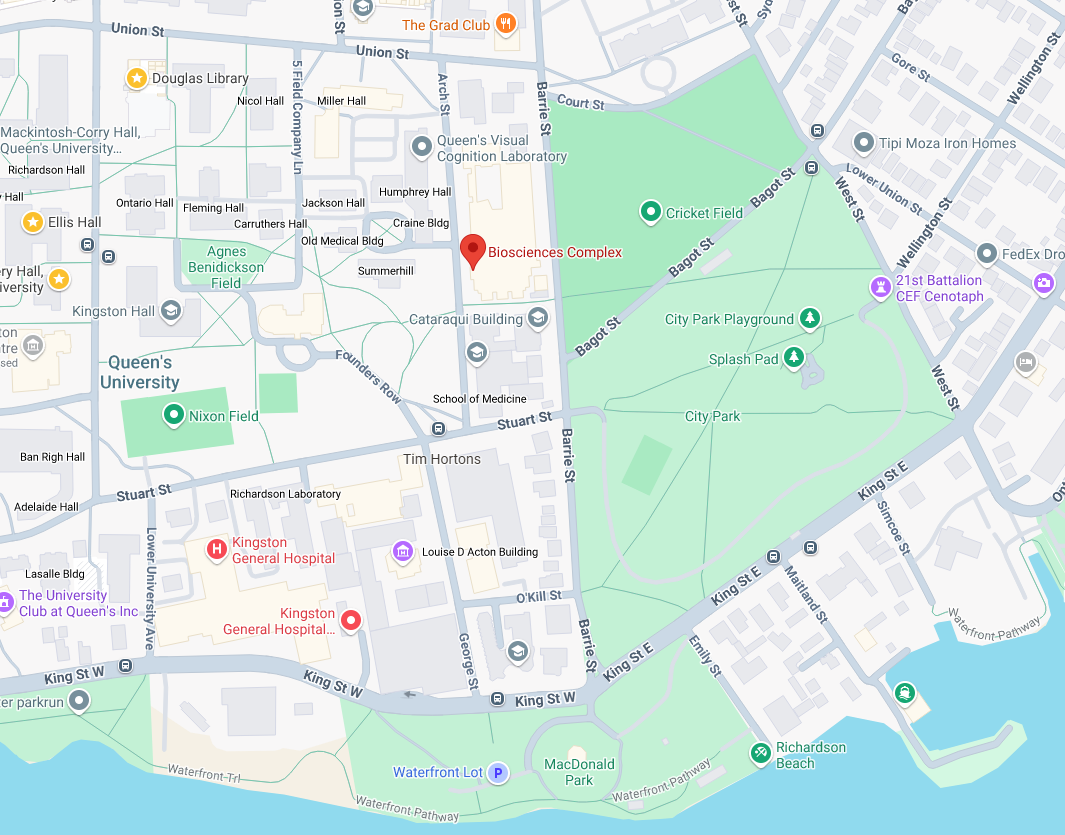 The Grad Club
Union St
Union St
Union St
West St
Gore St
Wellington St
Douglas Library
5 Field Company Ln
Arch St
Barrie St
Court St
Nicol Hall
Miller Hall
Mackintosh-Corry Hall,
Queen's University…
Queen's Visual
Cognition Laboratory
Tipi Moza Iron Homes
Richardson Hall
Lower Union St
Bagot St
West St
Humphrey Hall
Ontario Hall
Fleming Hall
Jackson Hall
Ellis Hall
Carruthers Hall
Craine Bldg
Cricket Field
Wellington St
Old Medical Bldg
Biosciences Complex
Bagot St
FedEx Dro
Agnes
Benidickson
Field
Summerhill
21st Battalion
CEF Cenotaph
Kingston Hall
Cataraqui Building
City Park Playground
Bagot St
Splash Pad
Queen's
University
Founders Row
West St
School of Medicine
Nixon Field
Stuart St
City Park
Barrie St
Ban Righ Hall
Tim Hortons
King St E
Stuart St
Richardson Laboratory
Adelaide Hall
Simcoe St
Lower University Ave
Kingston
General Hospital
Louise D Acton Building
Lasalle Bldg
King St E
Maitland St
The University
Club at Queen's Inc
O'Kill St
Kingston
General Hospital…
Waterfront-Pathway
Barrie St
George St
King St E
Emily St
King St W
King St W
King St W
ter parkrun
Richardson
Beach
Waterfront Lot
P
MacDonald
Park
Waterfront-Trl
Waterfront-Pathway
Waterfront-Pathway
H